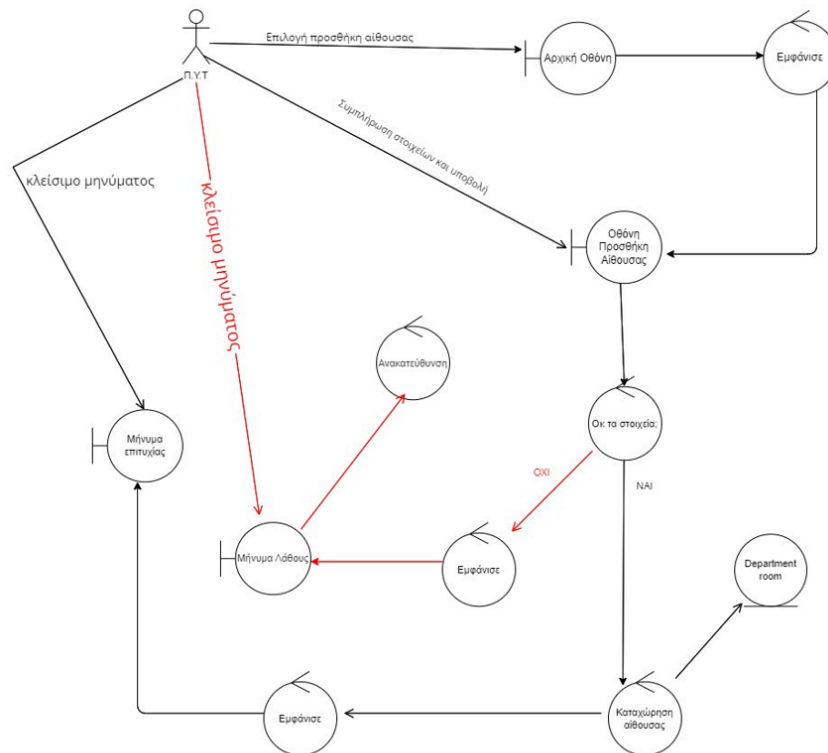 Επιλογή προσθήκη αίθουσας
Αρχική Οθόνη
Εμφάνισε
Π.Υ.Τ
Συμπλήρωση στοιχείων και υποβολή
κλείσιμο μηνύματος
κλείσιμο μηνύματος
Οθόνη
Προσθήκη
Αίθουσας
Ανακατεύθυνση
Οκ τα στοιχεία;
Μήνυμα
επιτυχίας
ΟΧΙ
ΝΑΙ
Μήνυμα Λάθους
Εμφάνισε
Department
room
Εμφάνισε
Καταχώρηση
αίθουσας